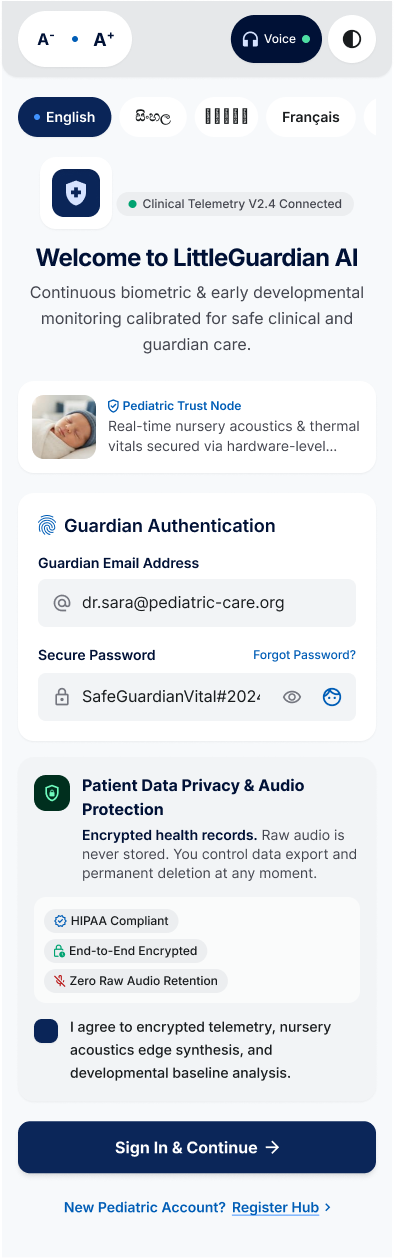 A- • A+
Voice
English
සිංහල
Français
Clinical Telemetry V2.4 Connected
Welcome to LittleGuardian AI
Continuous biometric & early developmental
monitoring calibrated for safe clinical and
guardian care.
Pediatric Trust Node
Real-time nursery acoustics & thermal
vitals secured via hardware-level...
Guardian Authentication
Guardian Email Address
dr.sara@pediatric-care.org
Secure Password
Forgot Password?
SafeGuardianVital#202
Patient Data Privacy & Audio
Protection
Encrypted health records. Raw audio is
never stored. You control data export and
permanent deletion at any moment.
HIPAA Compliant
End-to-End Encrypted
Zero Raw Audio Retention
I agree to encrypted telemetry, nursery
acoustics edge synthesis, and
developmental baseline analysis.
Sign In & Continue →
New Pediatric Account? Register Hub >